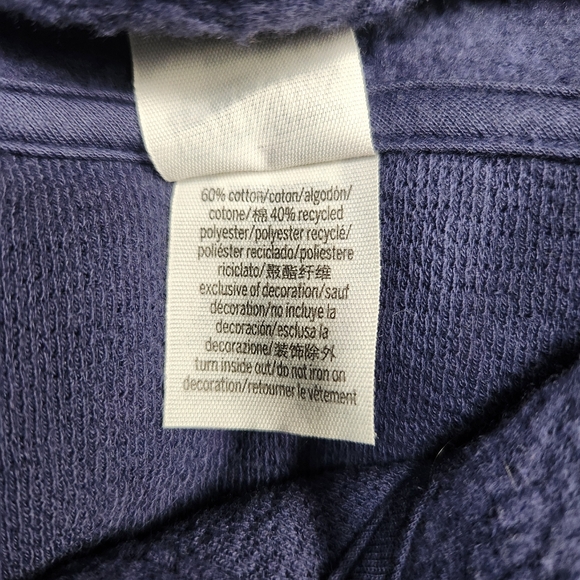 60% cotton/coton/algodón/
cotone/棉 40% recycled
polyester/polyester recyclé/
poliéster reciclado/poliestere
riciclato/聚酯纤维
exclusive of decoration/sauf
décoration/no incluye la
decoración/esclusa la
decorazione/装饰除外
turn inside out/do not iron on
decoration/retourner le vêtement